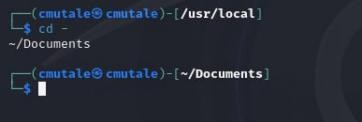 ┌──(cmutale㉿cmutale)-[/usr/local]
└─$ cd -
~/Documents
┌──(cmutale㉿cmutale)-[~/Documents]
└─$